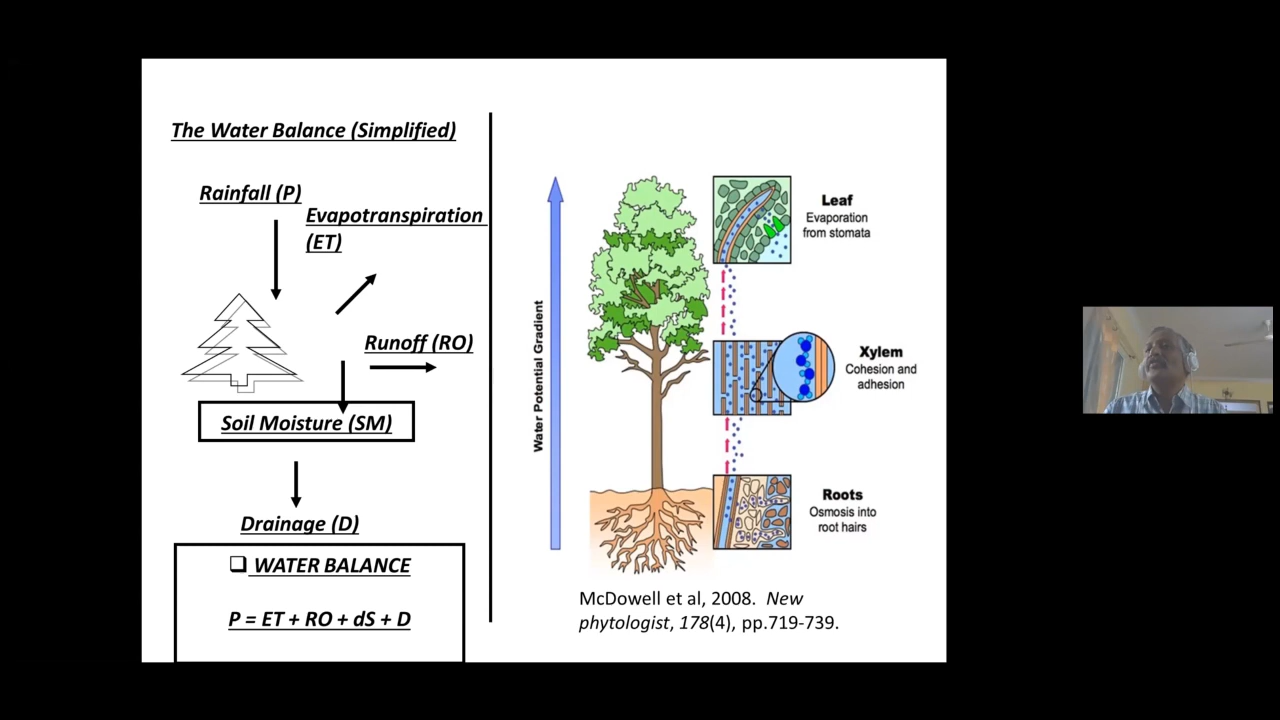 The Water Balance (Simplified)
Rainfall (P)
Evapotranspiration
(ET)
Runoff (RO)
Soil Moisture (SM)
Drainage (D)
WATER BALANCE
P = ET + RO + dS + D
Water Potential Gradient
Leaf
Evaporation
from stomata
Xylem
Cohesion and
adhesion
Roots
Osmosis into
root hairs
McDowell et al, 2008. New
phytologist, 178(4), pp.719-739.